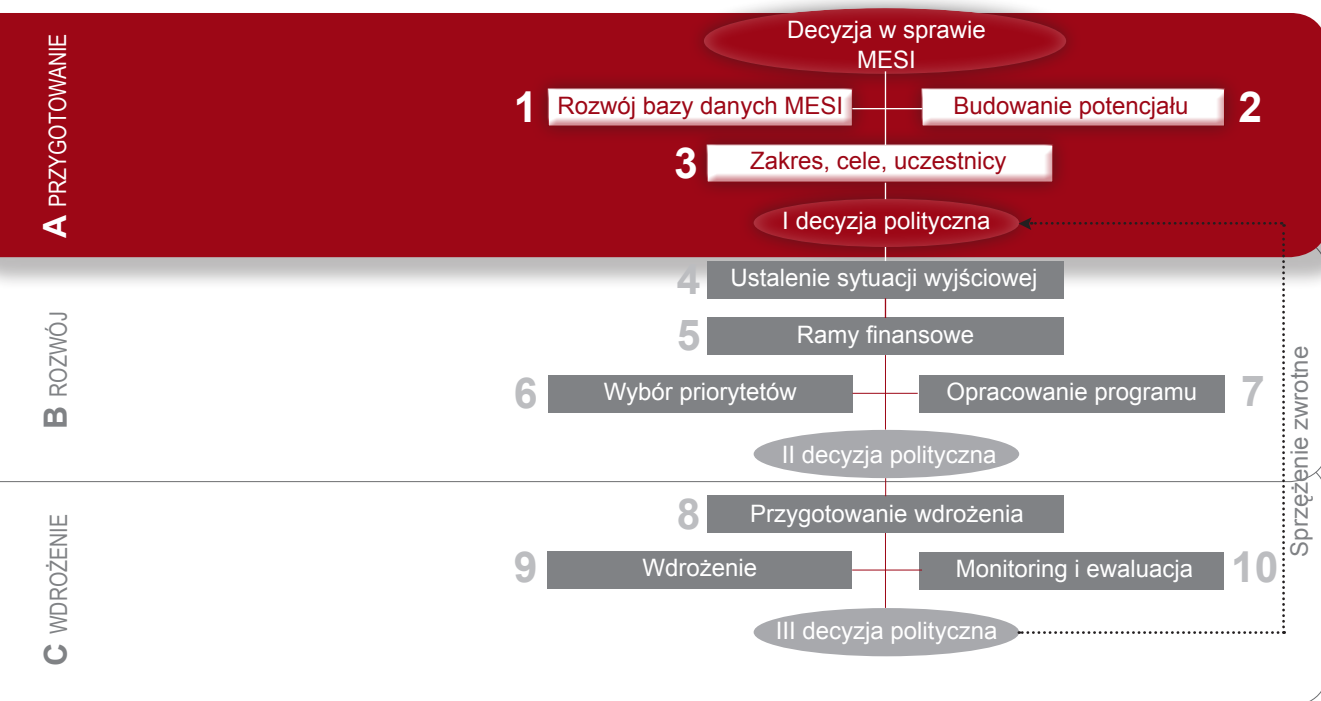 A PRZYGOTOWANIE
Decyzja w sprawie
MESI
1 Rozwój bazy danych MESI
Budowanie potencjału 2
3 Zakres, cele, uczestnicy
I decyzja polityczna
B ROZWÓJ
4 Ustalenie sytuacji wyjściowej
5 Ramy finansowe
6 Wybór priorytetów
Opracowanie programu 7
II decyzja polityczna
C WDROŻENIE
8 Przygotowanie wdrożenia
9 Wdrożenie
Monitoring i ewaluacja 10
III decyzja polityczna
Sprzężenie zwrotne